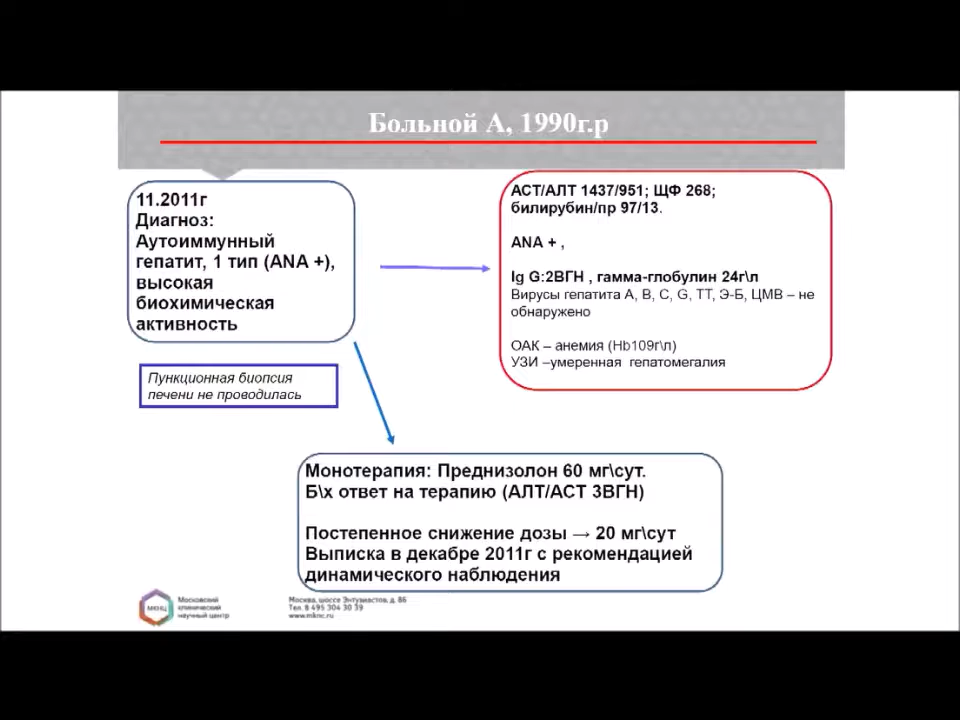 Больной А, 1990г.р
11.2011г
Диагноз:
Аутоиммунный
гепатит, 1 тип (ANA +),
высокая
биохимическая
активность
АСТ/АЛТ 1437/951; ЩФ 268;
билирубин/пр 97/13.
ANA + ,
Ig G:2ВГН , гамма-глобулин 24г\л
Вирусы гепатита А, В, С, G, ТТ, Э-Б, ЦМВ – не
обнаружено
ОАК – анемия (Hb109г\л)
УЗИ –умеренная гепатомегалия
Пункционная биопсия
печени не проводилась
Монотерапия: Преднизолон 60 мг\сут.
Б\х ответ на терапию (АЛТ/АСТ 3ВГН)
Постепенное снижение дозы → 20 мг\сут
Выписка в декабре 2011г с рекомендацией
динамического наблюдения
МКНЦ
Московский
клинический
научный центр
Москва, шоссе Энтузиастов, д. 86
Тел. 8 495 304 30 39
www.mknc.ru